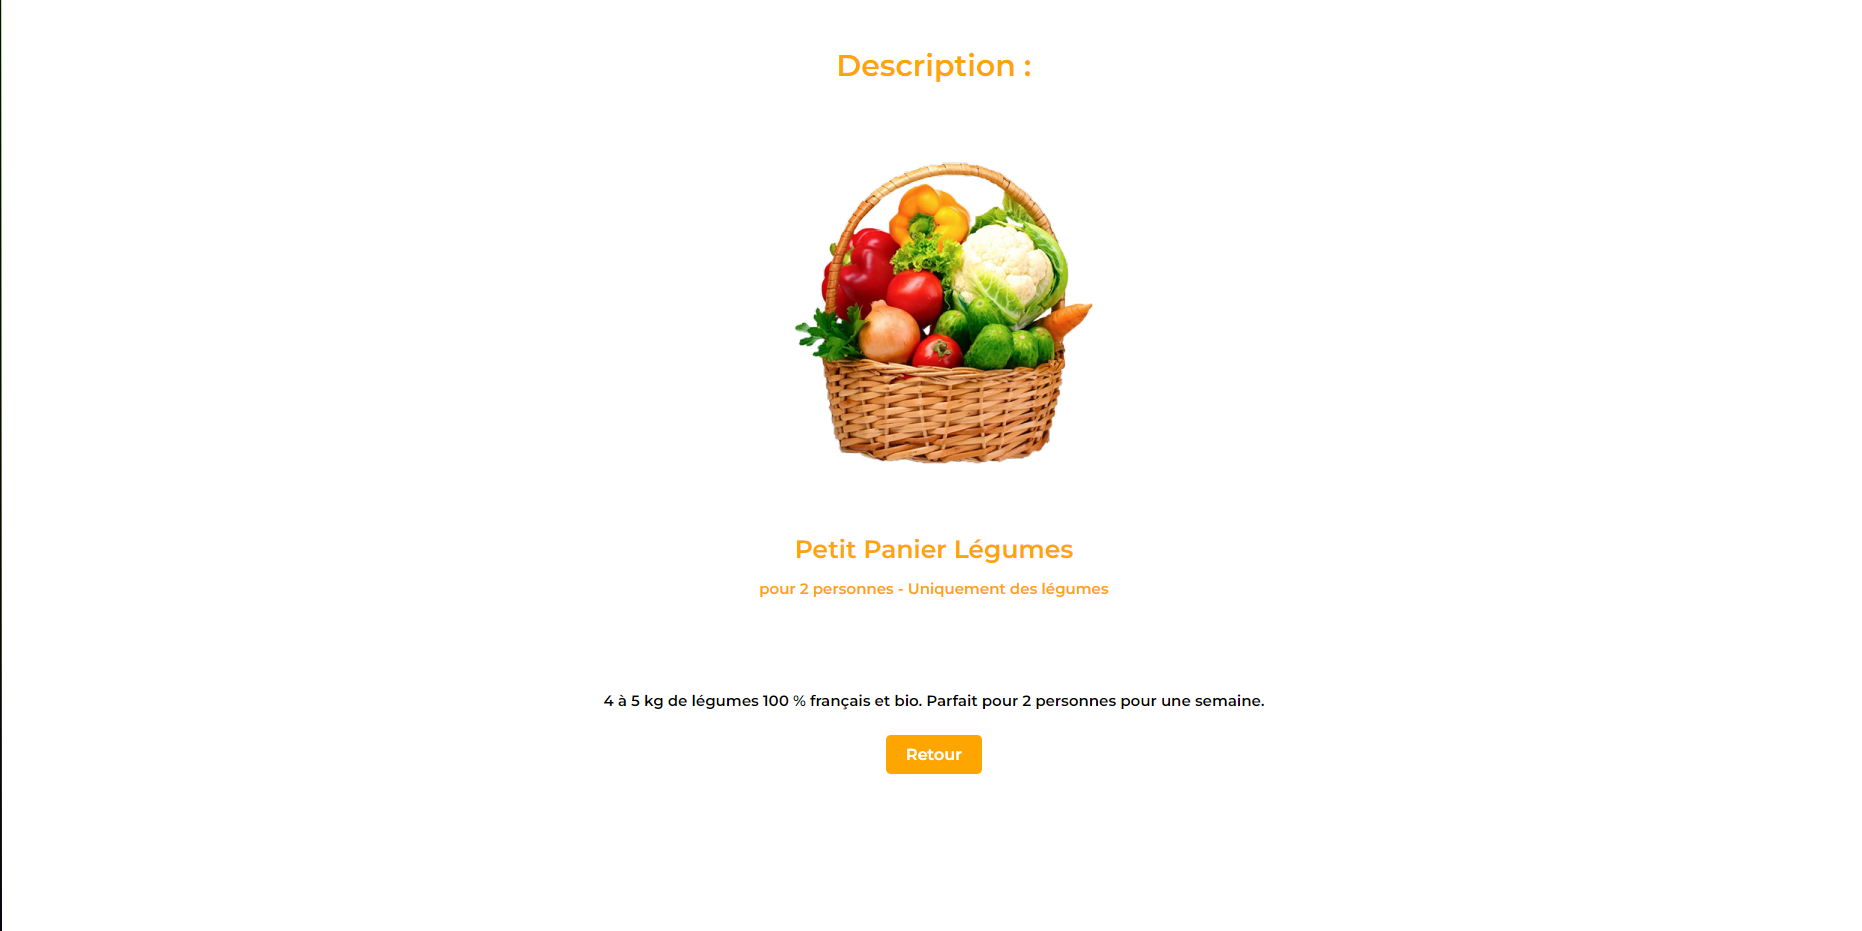 Description :
Petit Panier Légumes
pour 2 personnes - Uniquement des légumes
4 à 5 kg de légumes 100 % français et bio. Parfait pour 2 personnes pour une semaine.
Retour